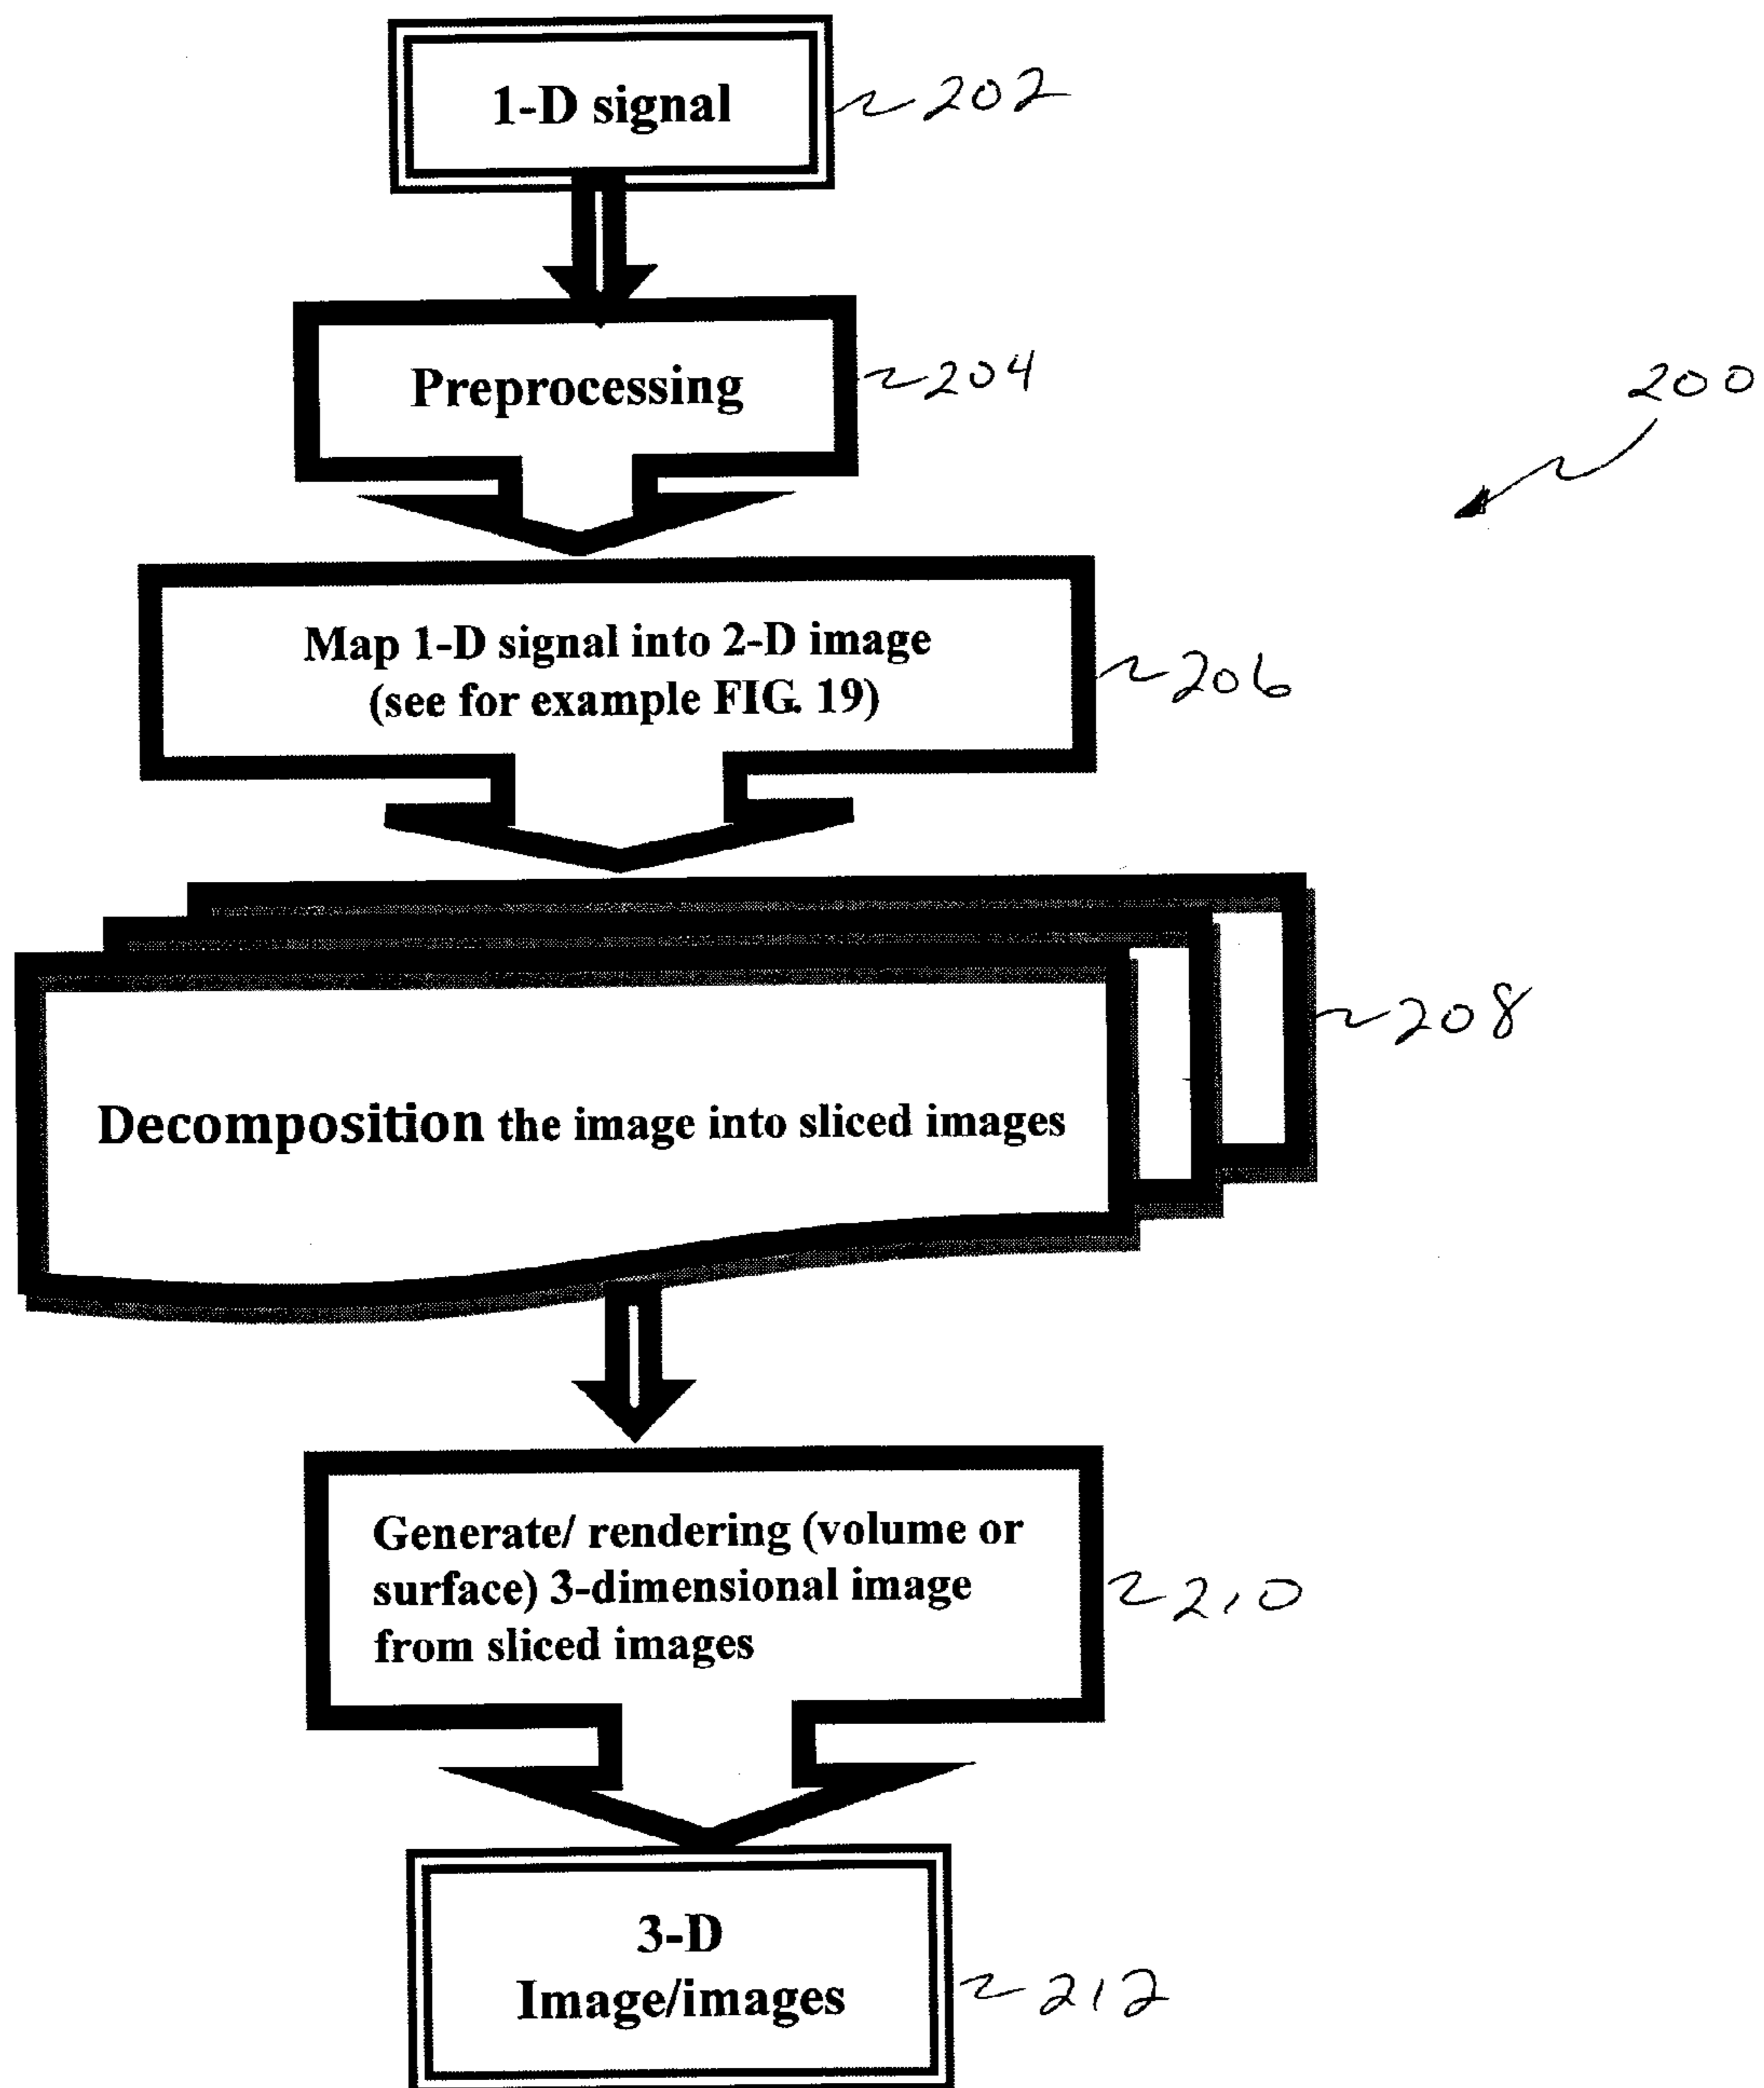 1-D signal
202
Preprocessing
204
200
Map 1-D signal into 2-D image
(see for example FIG. 19)
206
208
Decomposition the image into sliced images
Generate/ rendering (volume or
surface) 3-dimensional image
from sliced images
210
3-D
Image/images
212